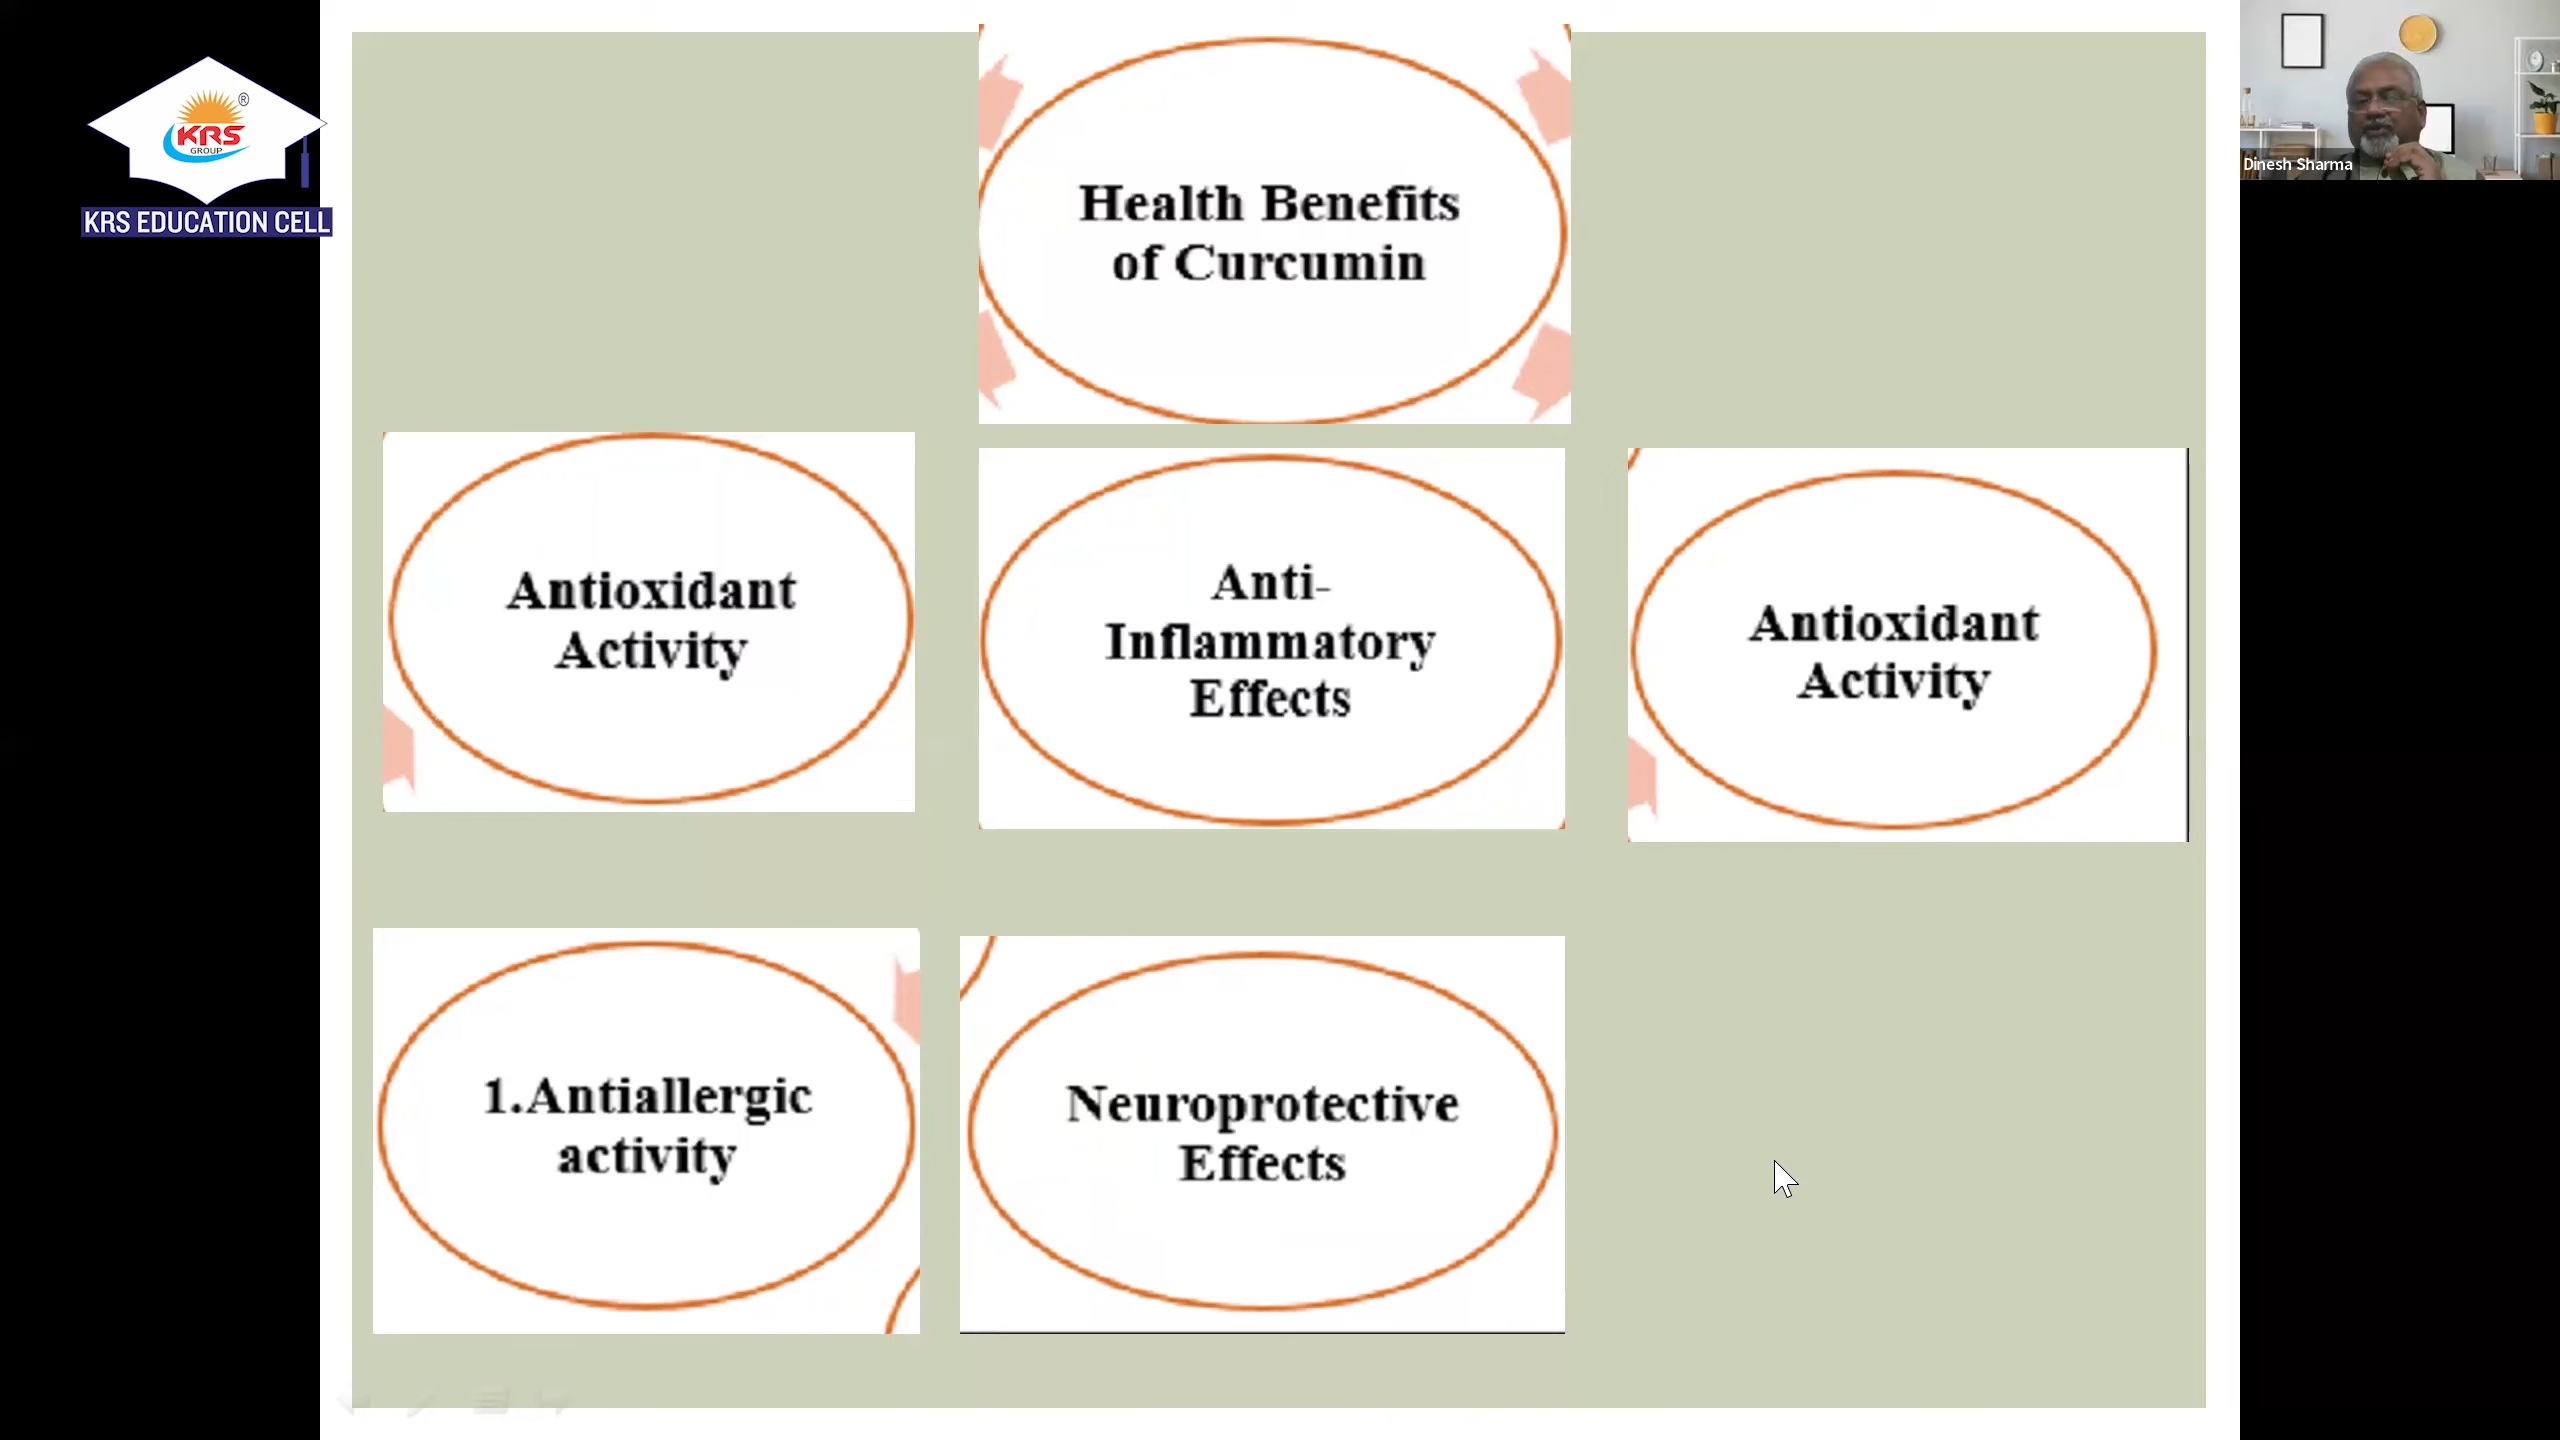 KRS
®
GROUP
KRS EDUCATION CELL
Health Benefits
of Curcumin
Dinesh Sharma
Antioxidant
Activity
Anti-
Inflammatory
Effects
Antioxidant
Activity
1.Antiallergic
activity
Neuroprotective
Effects